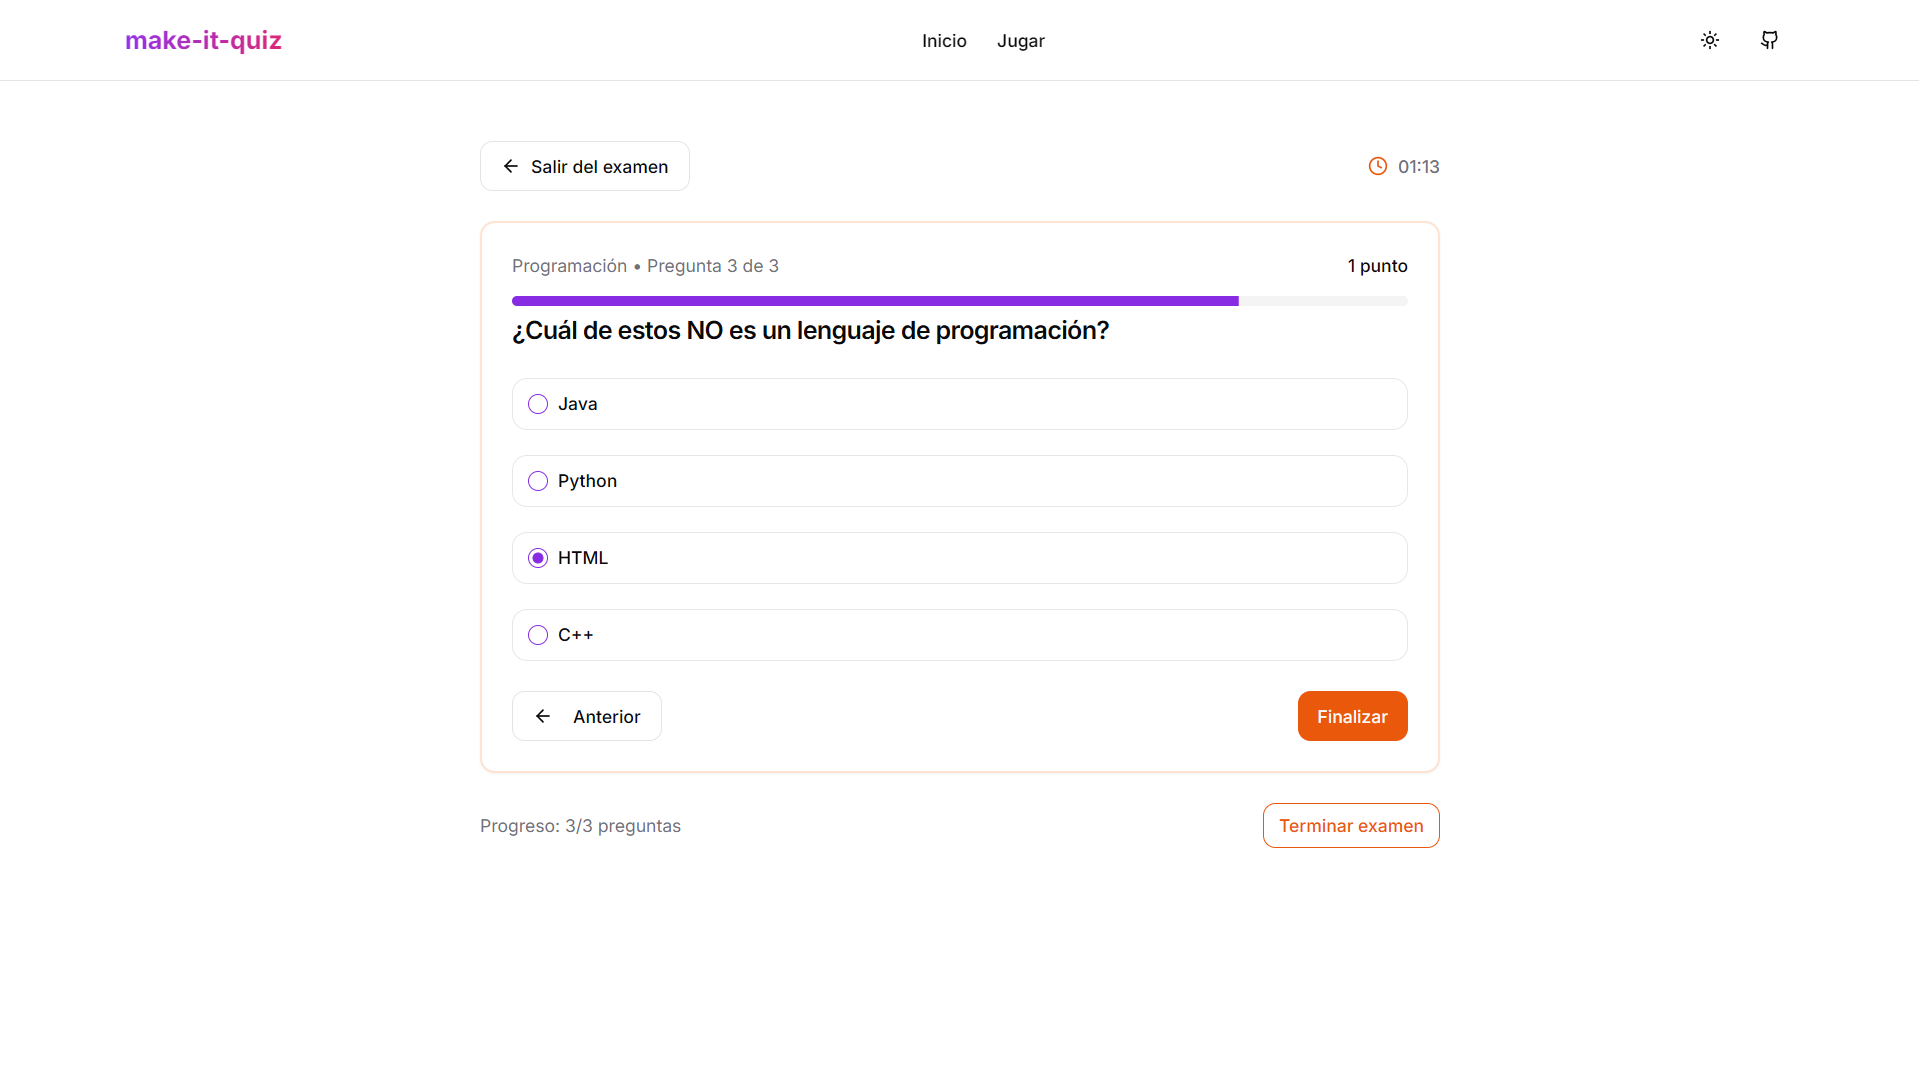 make-it-quiz
Inicio
Jugar
Salir del examen
01:13
Programación • Pregunta 3 de 3
1 punto
¿Cuál de estos NO es un lenguaje de programación?
Java
Python
HTML
C++
Anterior
Finalizar
Progreso: 3/3 preguntas
Terminar examen